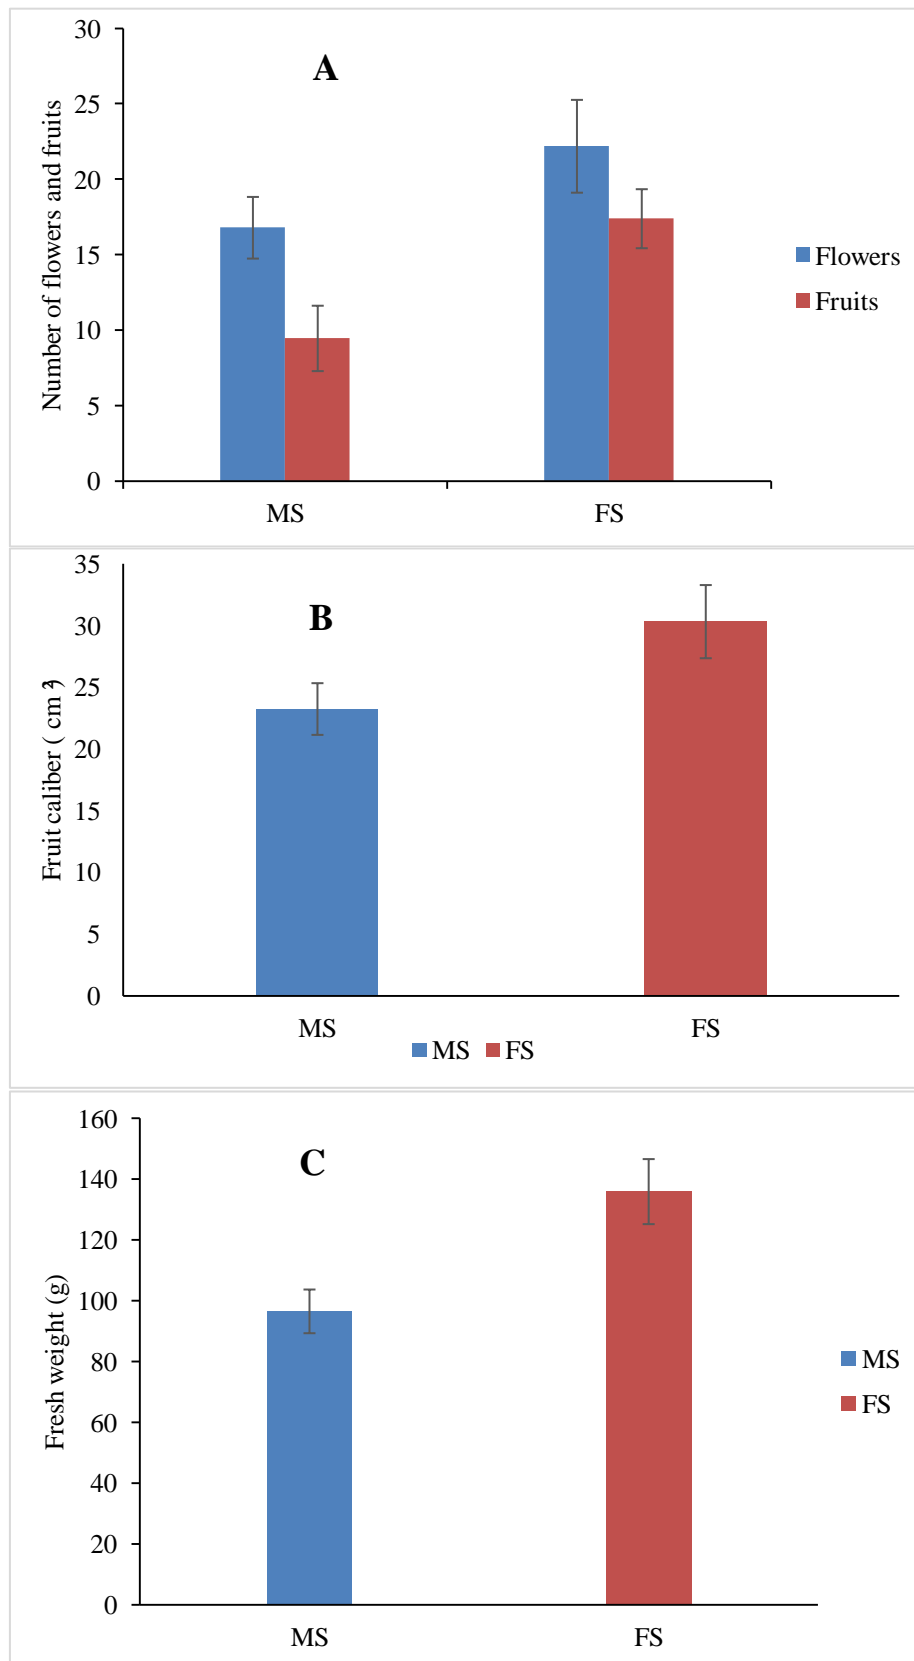 A
Number of flowers and fruits
30
25
20
15
10
5
0
MS
FS
Flowers
Fruits
B
Fruit caliber ( cm ²)
35
30
25
20
15
10
5
0
MS
FS
MS
FS
C
Fresh weight (g)
160
140
120
100
80
60
40
20
0
MS
FS
MS
FS